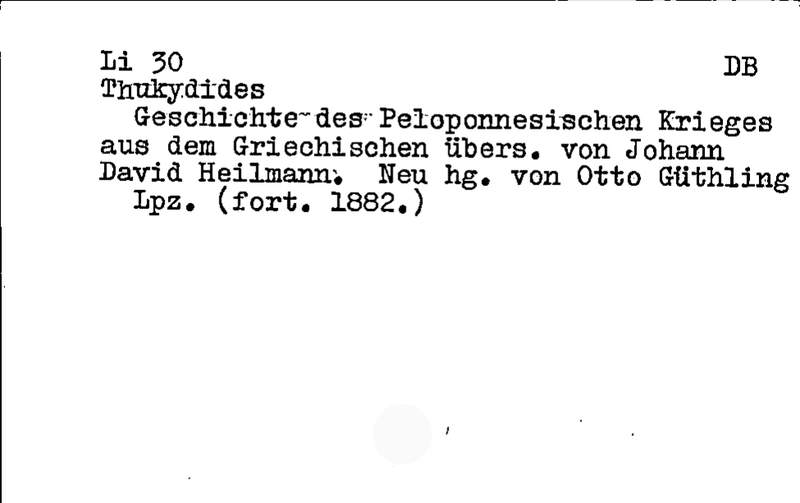 Li 30 DB
Thukydides
Geschichte des Peloponnesischen Krieges
aus dem Griechischen übers. von Johann
David Heilmann. Neu hg. von Otto Güthling
Lpz. (fort. 1882.)